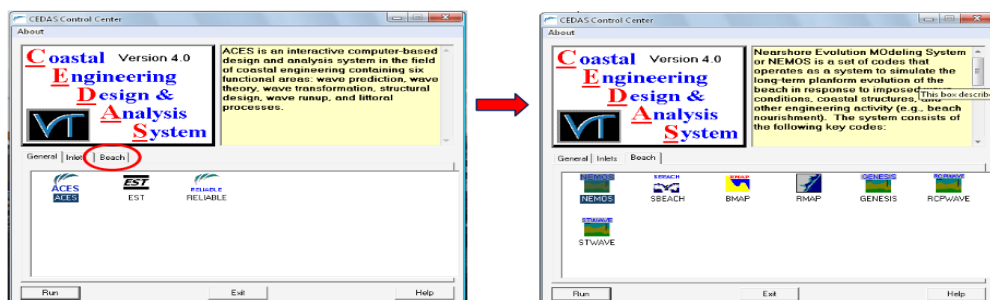 CEDAS Control Center
About
Coastal Version 4.0
Engineering
Design &
Analysis
System
VT
ACES is an interactive computer-based
design and analysis system in the field
of coastal engineering containing six
functional areas: wave prediction, wave
theory, wave transformation, structural
design, wave runup, and littoral
processes.
General Inlets Beach
ACES EST RELIABLE
ACES EST RELIABLE
Run Exit Help
CEDAS Control Center
About
Coastal Version 4.0
Engineering
Design &
Analysis
System
VT
Nearshore Evolution MOdeling System
or NEMOS is a set of codes that
operates as a system to simulate the
long-term planform evolution of the
beach in response to imposed
conditions, coastal structures, and
other engineering activity (e.g., beach
nourishment). The system consists of
the following key codes:
This box describe
General Inlets Beach
NEMOS SBEACH BMAP GENESIS RCPWAVE
NEMOS SBEACH BMAP RMAP GENESIS RCPWAVE
STWAVE
STWAVE
Run Exit Help